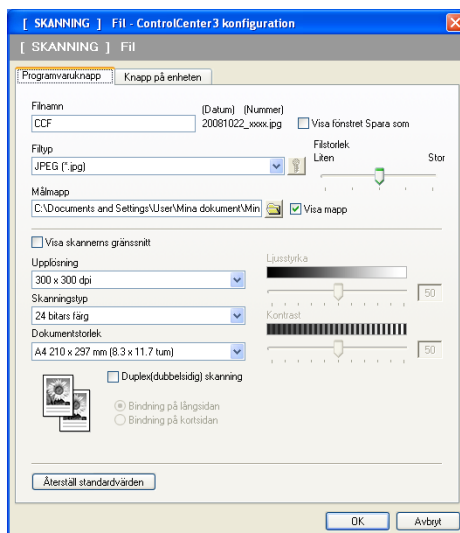 [ SKANNING ] Fil - ControlCenter3 konfiguration
[ SKANNING ] Fil
Programvaruknapp
Knapp på enheten
Filnamn
(Datum) (Nummer)
CCF
20081022_xxxx.jpg
Visa fönstret Spara som
Filtyp
Filstorlek
JPEG (*.jpg)
Liten
Stor
Målmapp
C:\Documents and Settings\User\Mina dokument\Min
Visa mapp
Visa skannerns gränssnitt
Upplösning
Ljusstyrka
300 x 300 dpi
50
Skanningstyp
24 bitars färg
Kontrast
Dokumentstorlek
A4 210 x 297 mm (8.3 x 11.7 tum)
50
Duplex(dubbelsidig) skanning
Bindning på långsidan
Bindning på kortsidan
Återställ standardvärden
OK
Avbryt